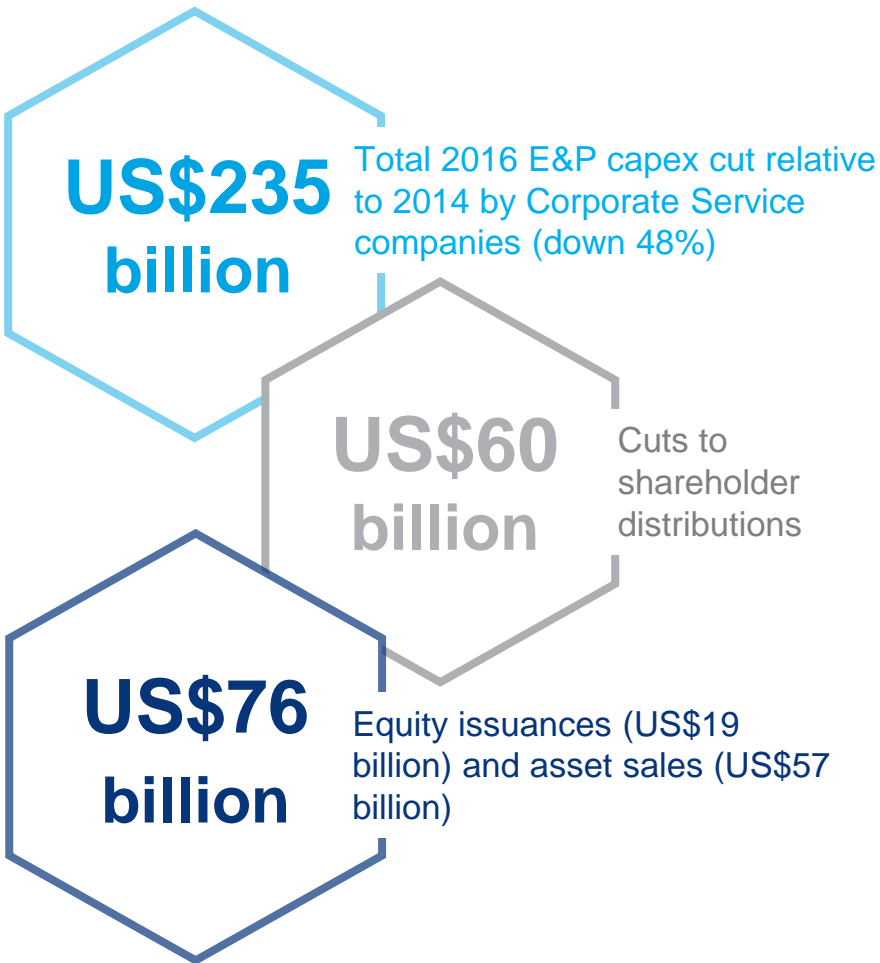 US$235
billion
Total 2016 E&P capex cut relative
to 2014 by Corporate Service
companies (down 48%)
US$60
billion
Cuts to
shareholder
distributions
US$76
billion
Equity issuances (US$19
billion) and asset sales (US$57
billion)